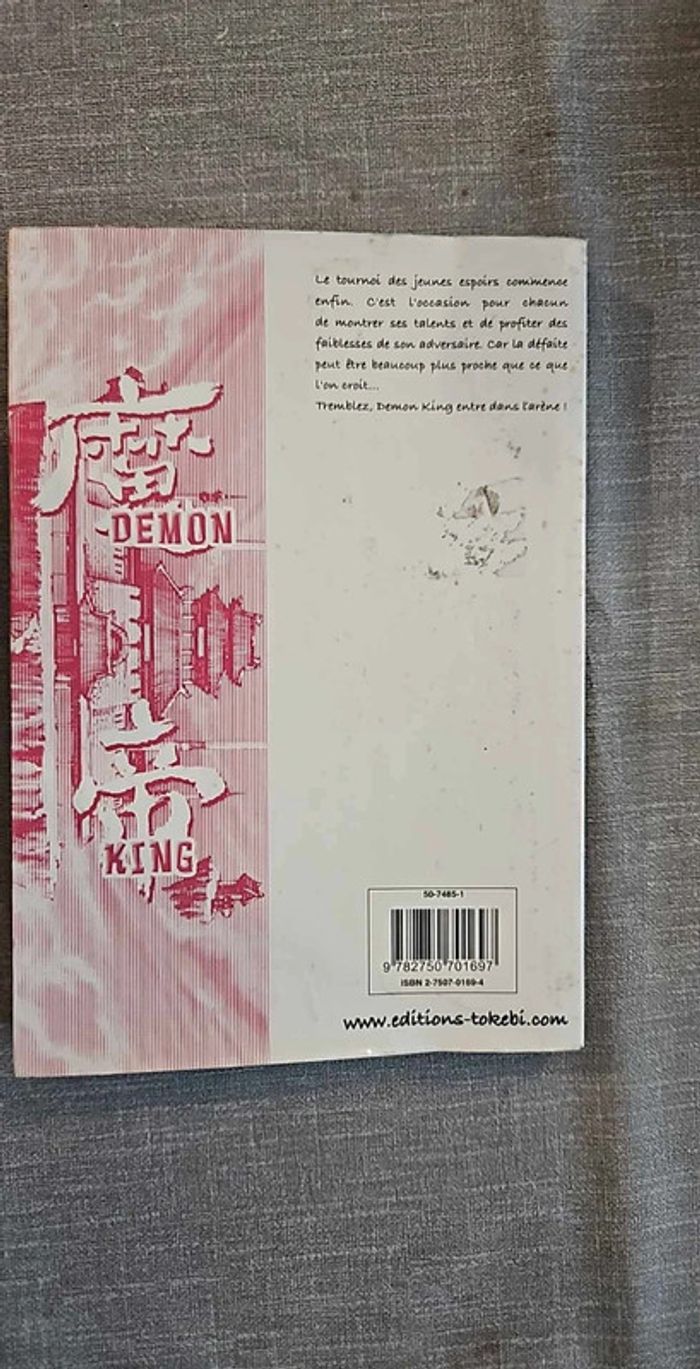 Le tournoi des jeunes espoirs commence
enfin. C'est l'occasion pour chacun
de montrer ses talents et de profiter des
faiblesses de son adversaire. Car la défaite
peut être beaucoup plus proche que ce que
l'on croit...
Tremblez, Demon King entre dans l'arène !
魔
DEMON
帝
KING
50-7485-1
9 782750 701697
ISBN 2-7507-0169-4
www.editions-tokebi.com